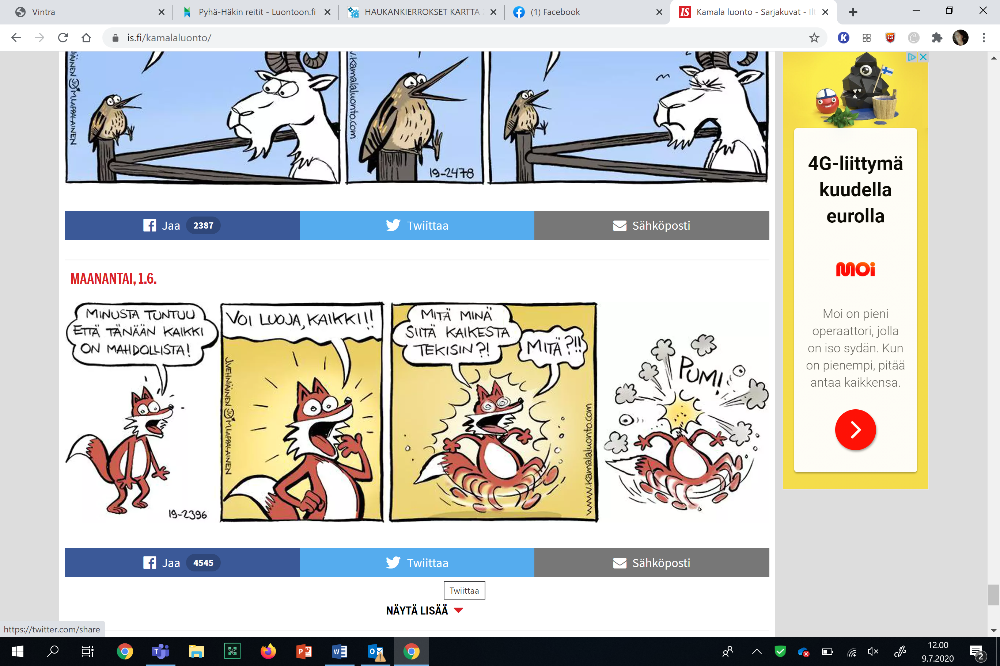 Vintra
Pyhä-Häkin reitit - Luontoon.fi
HAUKANKIERROKSET KARTTA
(1) Facebook
IS
Kamala luonto - Sarjakuvat - Ilt
is.fi/kamalaluonto/
M.LAPPALAINEN
.Kamalaluonto.com
19-2478
Jaa 2387
Twiittaa
Sähköposti
MAANANTAI, 1.6.
MINUSTA TUNTUU
ETTÄ TÄNÄÄN KAIKKI
ON MAHDOLLISTA!
19-2396
VOI LUOJA, KAIKKI!!
J.VEHNIÄINEN M.LAPPALAINEN
MITÄ MINÄ
SIITÄ KAIKESTA
TEKISIN?!
MITÄ?!!
www.Kamalaluonto.com
PUM!
Jaa 4545
Twiittaa
Sähköposti
Twiittaa
NÄYTÄ LISÄÄ
4G-liittymä
kuudella
eurolla
MOi
Moi on pieni
operaattori, jolla
on iso sydän. Kun
on pienempi, pitää
antaa kaikkensa.
https://twitter.com/share
12.00
9.7.2020
2